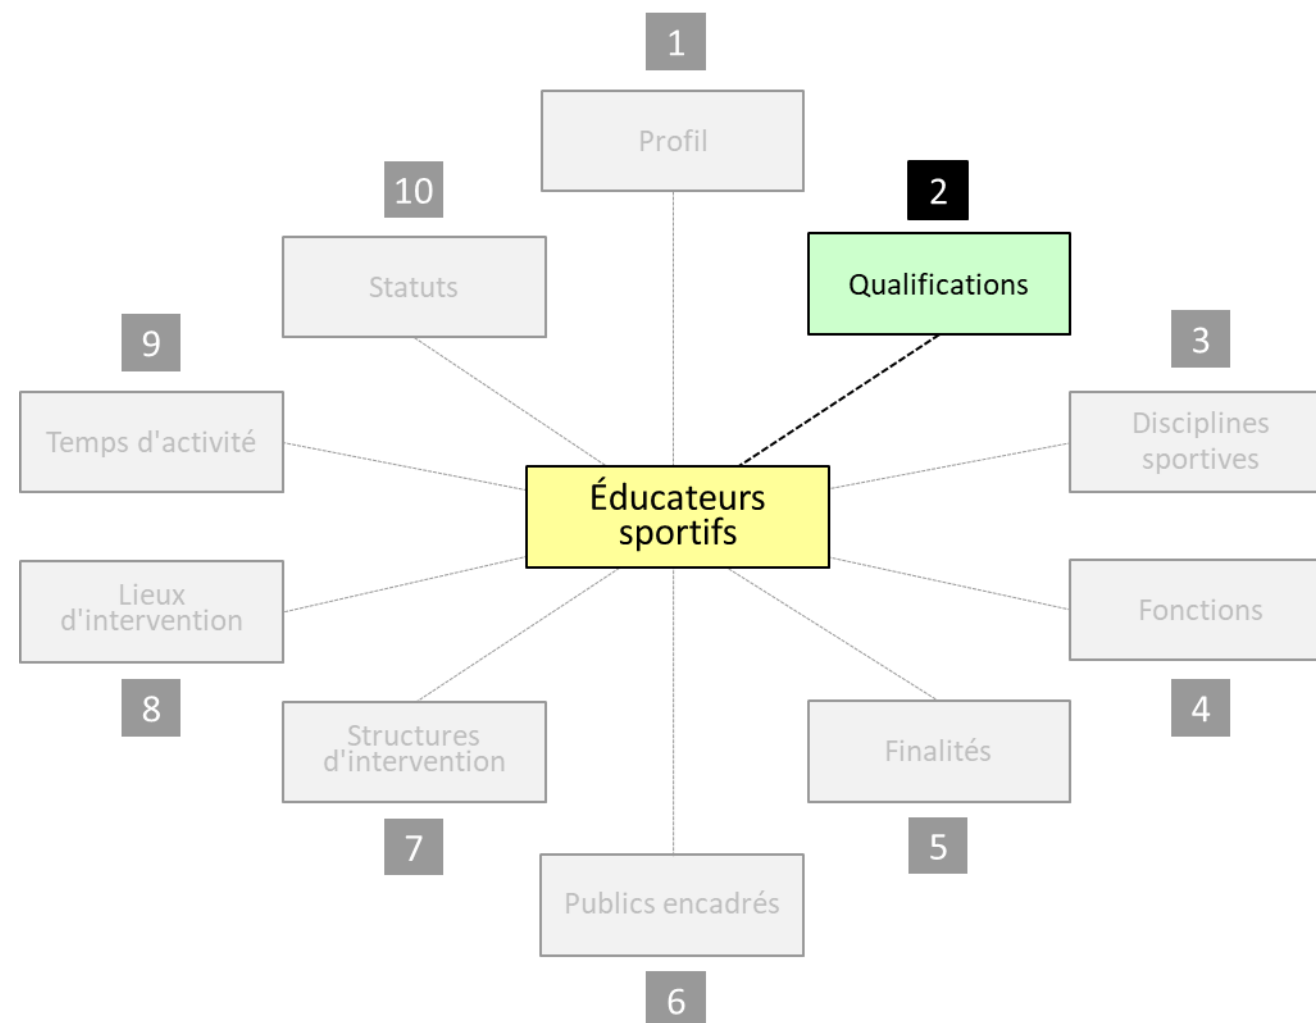 1
Profil
10
Statuts
2
Qualifications
9
Temps d'activité
3
Disciplines
sportives
Éducateurs
sportifs
Lieux
d'intervention
8
Fonctions
4
Structures
d'intervention
7
Finalités
5
Publics encadrés
6